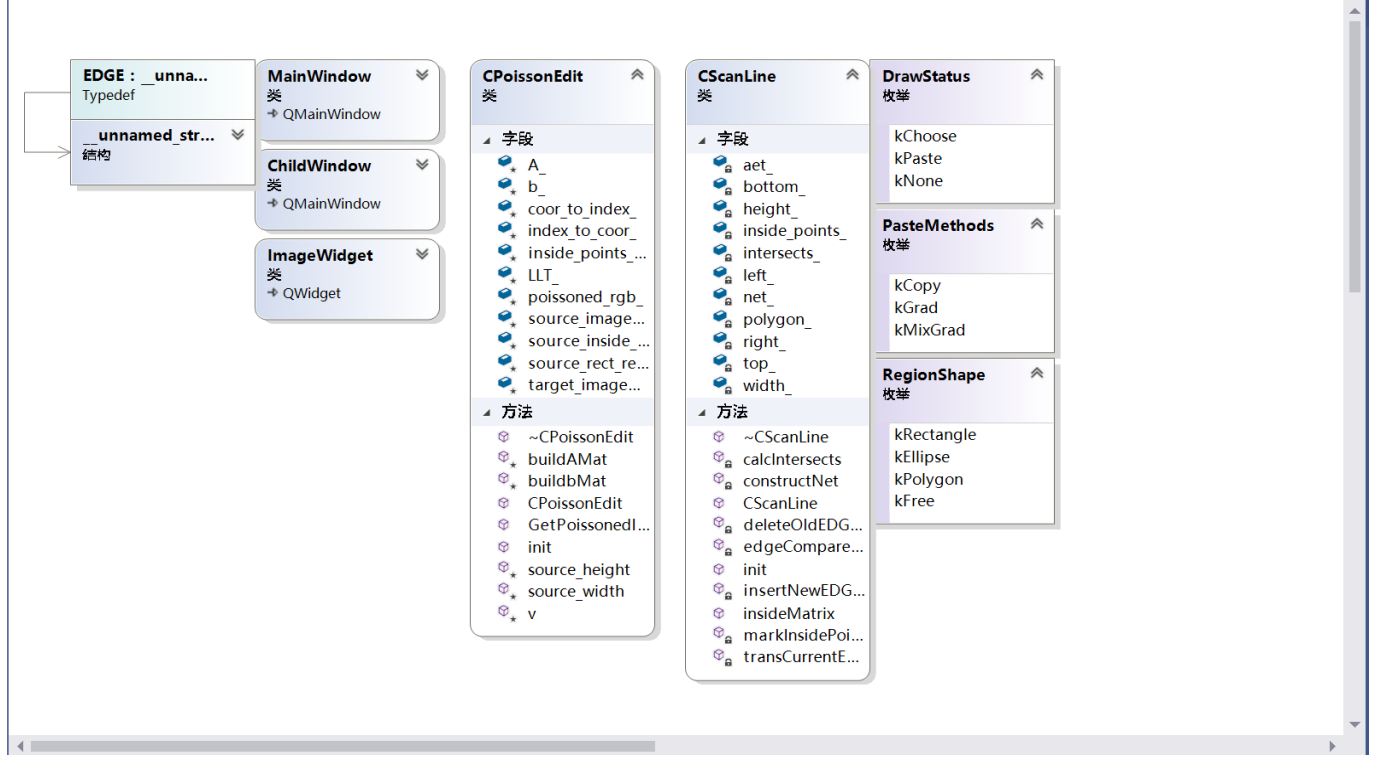 EDGE : __unna...
Typedef
__unnamed_str...
结构
MainWindow
类
QMainWindow
ChildWindow
类
QMainWindow
ImageWidget
类
QWidget
CPoissonEdit
类
字段
A_
b_
coor_to_index_
index_to_coor_
inside_points_...
LLT_
poissoned_rgb_
source_image...
source_inside_...
source_rect_re...
target_image...
方法
~CPoissonEdit
buildAMat
buildbMat
CPoissonEdit
GetPoissonedI...
init
source_height
source_width
v
CScanLine
类
字段
aet_
bottom_
height_
inside_points_
intersects_
left_
net_
polygon_
right_
top_
width_
方法
~CScanLine
calcIntersects
constructNet
CScanLine
deleteOldEDG...
edgeCompare...
init
insertNewEDG...
insideMatrix
markInsidePoi...
transCurrentE...
DrawStatus
枚举
kChoose
kPaste
kNone
PasteMethods
枚举
kCopy
kGrad
kMixGrad
RegionShape
枚举
kRectangle
kEllipse
kPolygon
kFree